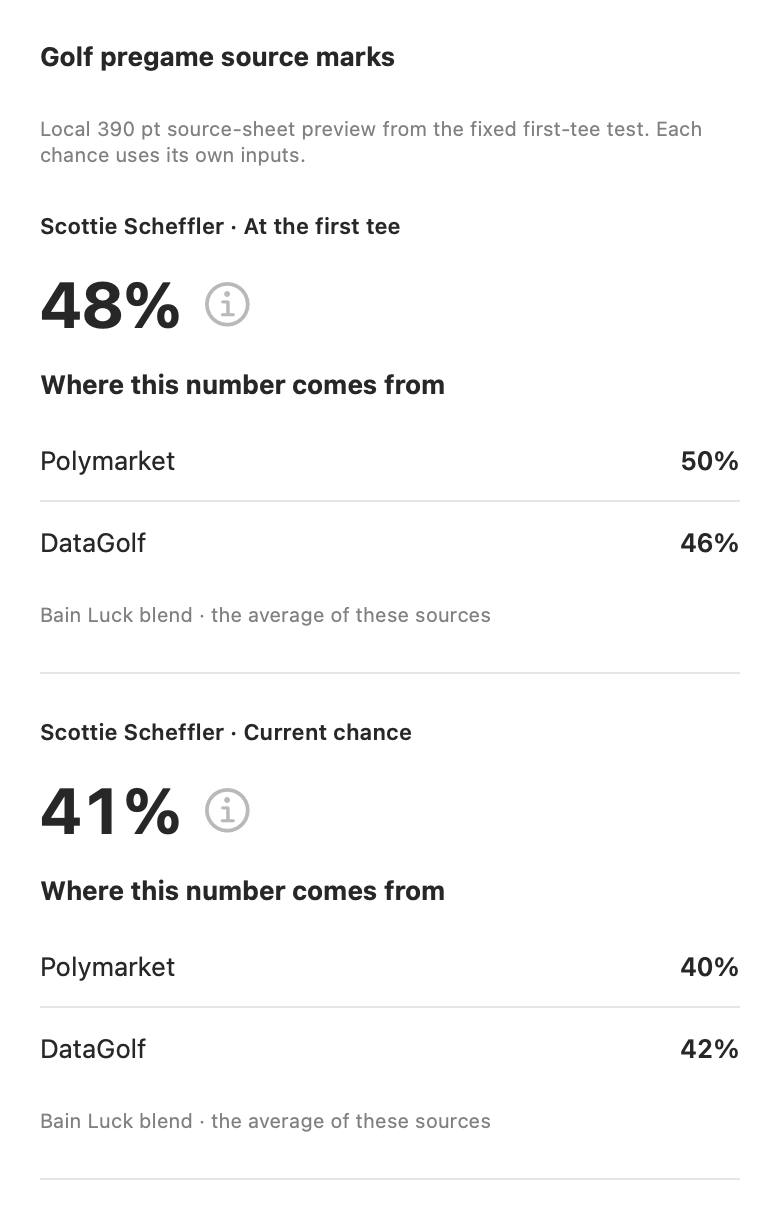 Golf pregame source marks
Local 390 pt source-sheet preview from the fixed first-tee test. Each
chance uses its own inputs.
Scottie Scheffler · At the first tee
48%
Where this number comes from
Polymarket 50%
DataGolf 46%
Bain Luck blend · the average of these sources
Scottie Scheffler · Current chance
41%
Where this number comes from
Polymarket 40%
DataGolf 42%
Bain Luck blend · the average of these sources